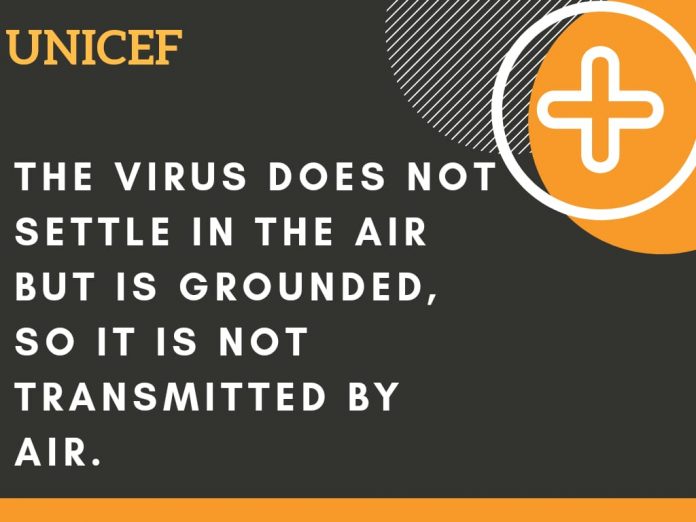 UNICEF
THE VIRUS DOES NOT
SETTLE IN THE AIR
BUT IS GROUNDED,
SO IT IS NOT
TRANSMITTED BY
AIR.